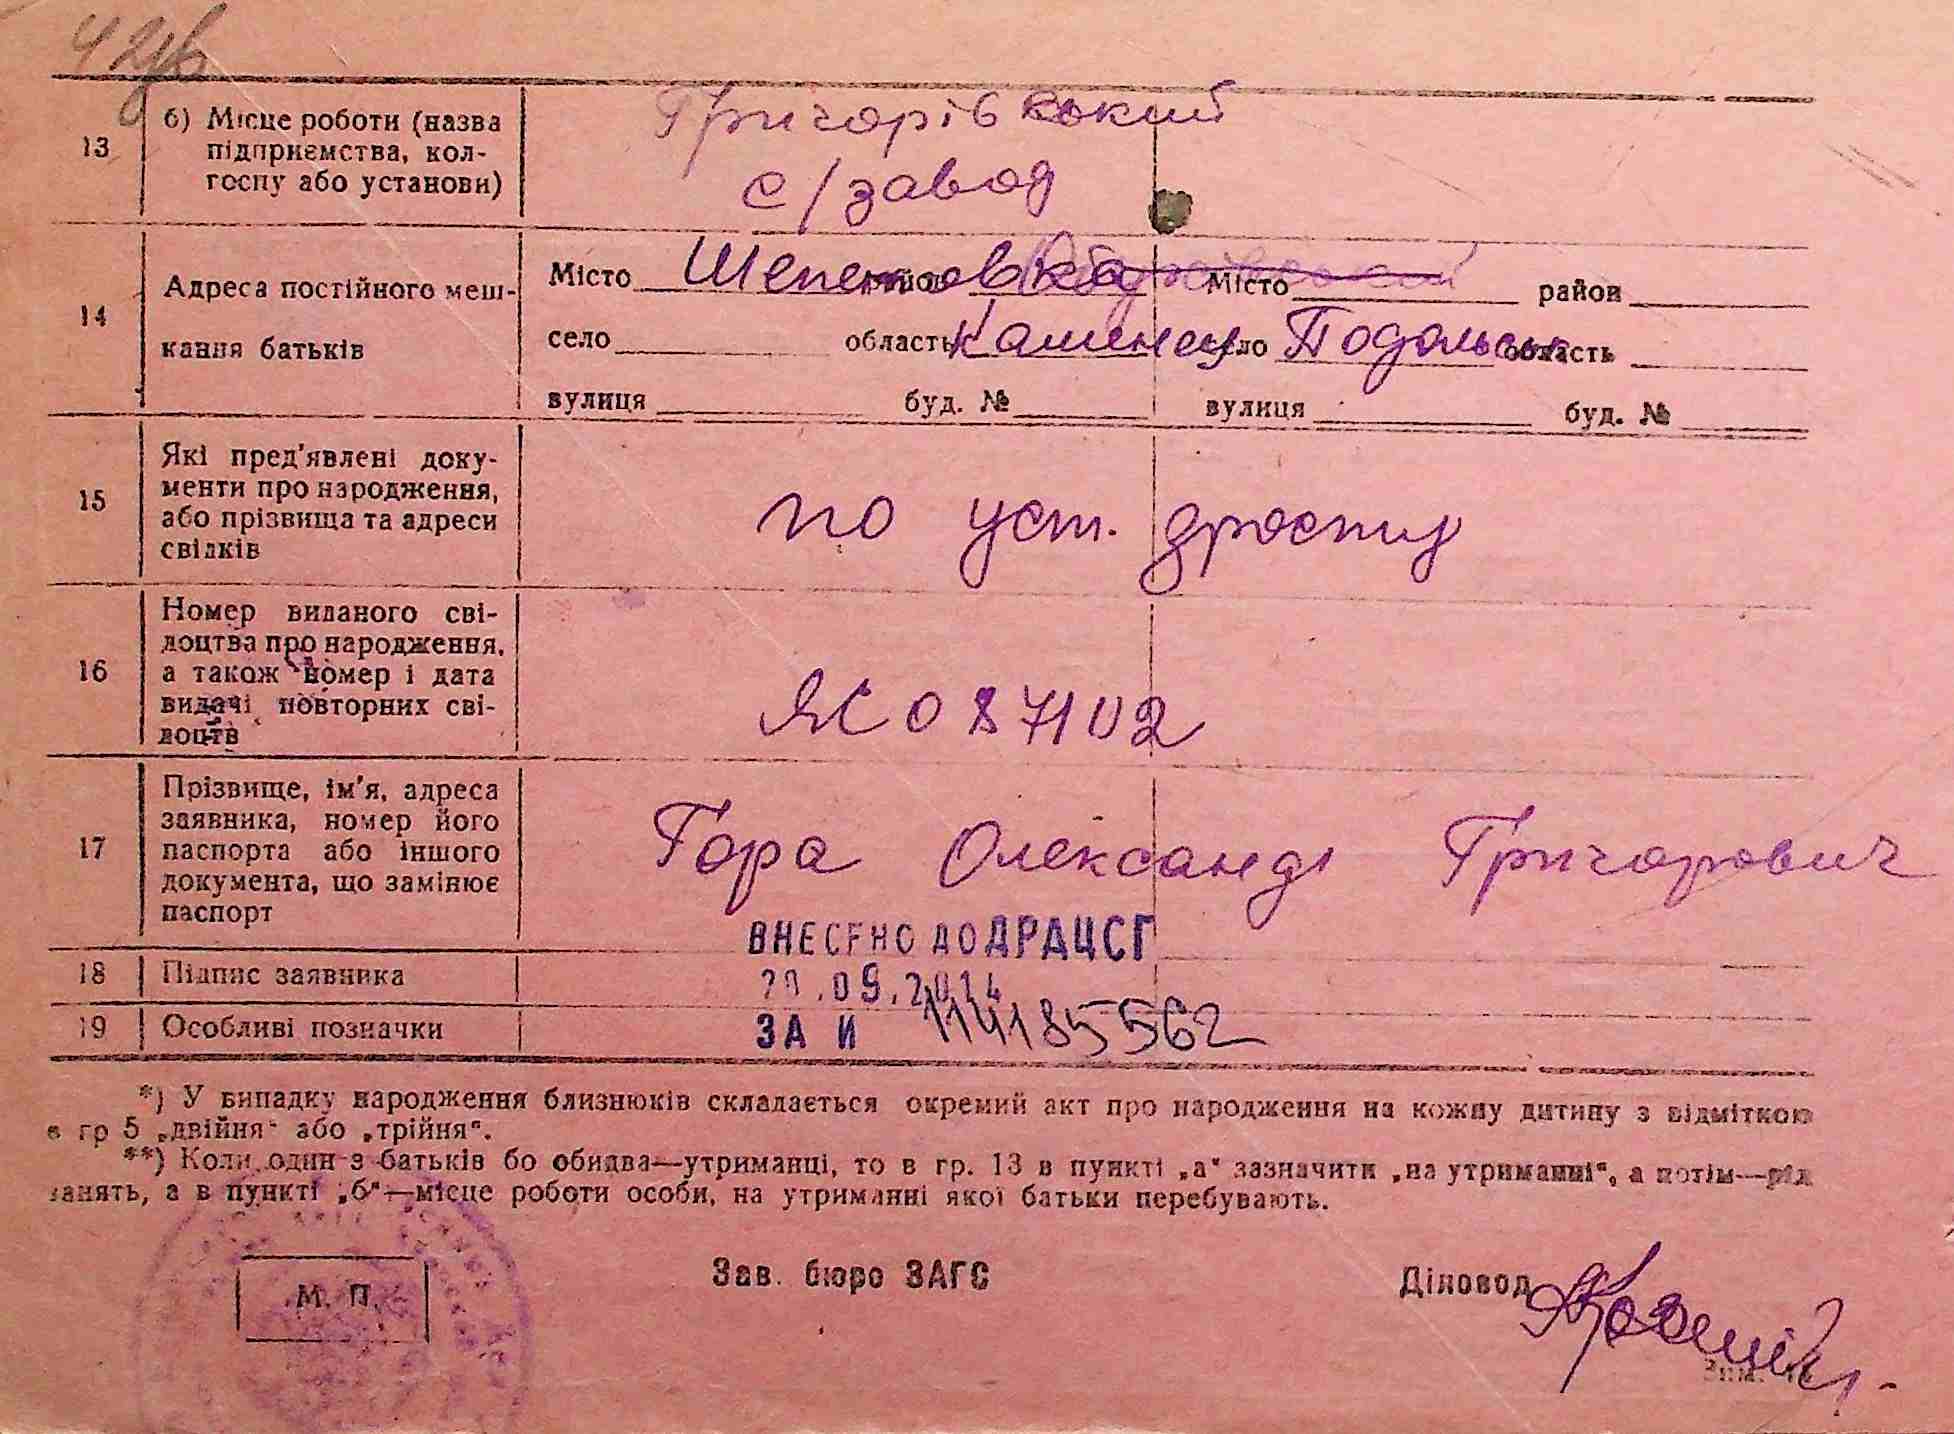 13
б) Місце роботи (назва
підприємства, кол-
госпу або установи)
Григорівський
с/завод
14
Адреса постійного меш-
кання батьків
Місто Шепетовка Місто район
село область Каменец село Подольск область
вулиця буд. № вулиця буд. №
15
Які пред'явлені доку-
менти про народження,
або прізвища та адреси
свідків
по уст.
16
Номер виданого сві-
доцтва про народження,
а також номер і дата
видачі повторних сві-
доцтв
ЯС 087102
17
Прізвище, ім'я, адреса
заявника, номер його
паспорта або іншого
документа, що замінює
паспорт
Гора Олександр Григорович
ВНЕСЕНО ДО ДРАЦСГ
18
Підпис заявника
.09.2014
19
Особливі позначки
ЗА И 114185562
*) У випадку народження близнюків складається окремий акт про народження на кожну дитину з відміткою
в гр 5 „двійня“ або „трійня“.
**) Коли один з батьків бо обидва—утриманці, то в гр. 13 в пункті „а“ зазначити „на утриманні“, а потім—рід
занять, а в пункті „б“—місце роботи особи, на утриманні якої батьки перебувають.
М. П.
Зав. бюро ЗАГС
Діловод